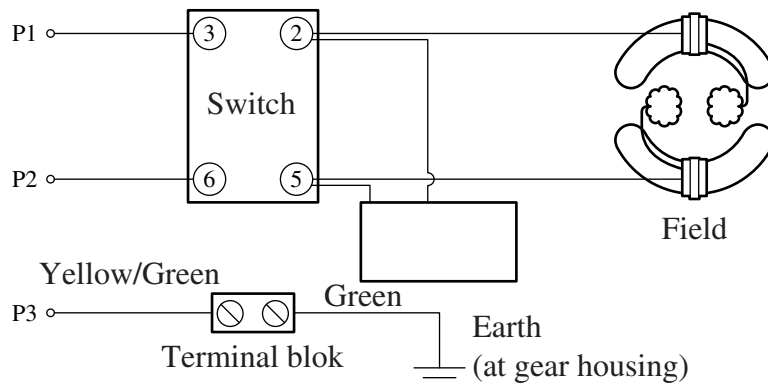 P1
3
2
Switch
P2
6
5
Field
Yellow/Green
P3
Green
Terminal blok
Earth
(at gear housing)